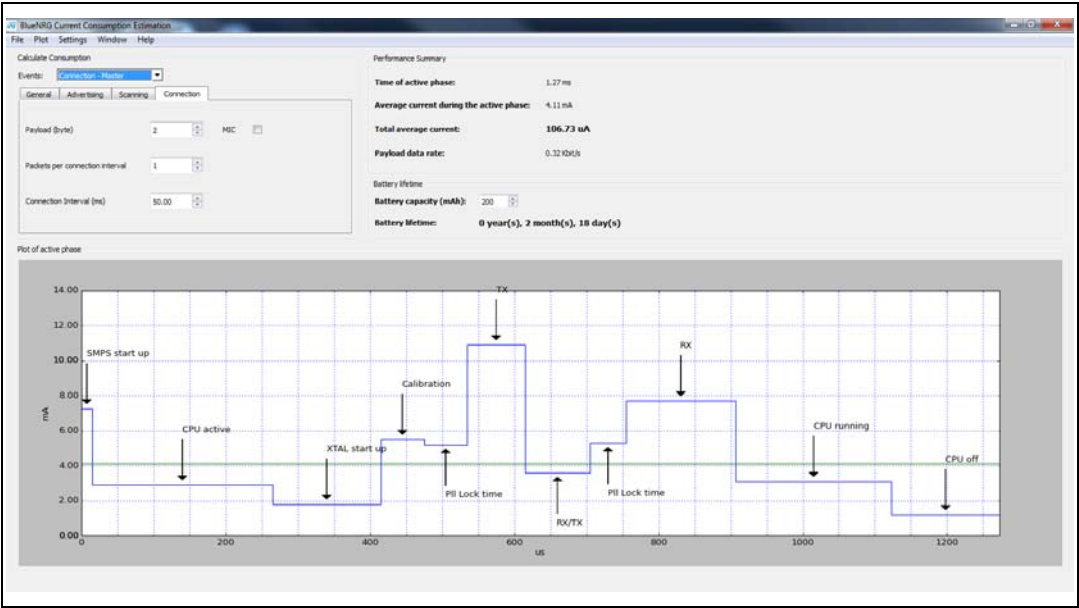 BlueNRG Current Consumption Estimation
File Plot Settings Window Help
Calculate Consumption
Events: Connection - Master
General Advertising Scanning Connection
Payload (byte) 2 MIC
Packets per connection interval 1
Connection Interval (ms) 50.00
Performance Summary
Time of active phase: 1.27 ms
Average current during the active phase: 4.11 mA
Total average current: 106.73 uA
Payload data rate: 0.32 Kbit/s
Battery lifetime
Battery capacity (mAh): 200
Battery lifetime: 0 year(s), 2 month(s), 18 day(s)
Plot of active phase
14.00
12.00
10.00
8.00
6.00
4.00
2.00
0.00
mA
SMPS start up
CPU active
XTAL start up
Calibration
Pll Lock time
TX
RX/TX
Pll Lock time
RX
CPU running
CPU off
0 200 400 600 800 1000 1200
us